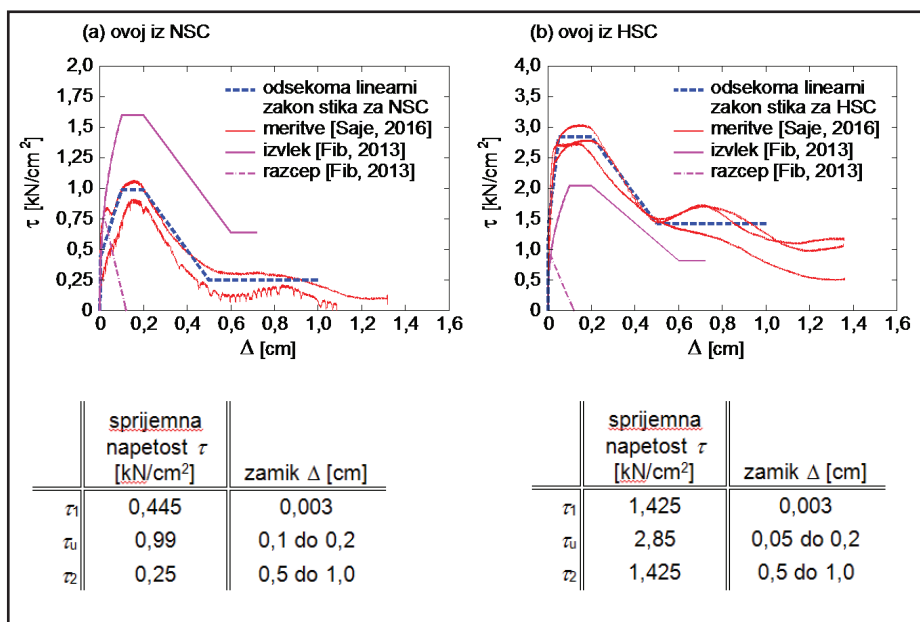 (a) ovoj iz NSC
τ [kN/cm²]
2,0
1,75
1,5
1,25
1,0
0,75
0,5
0,25
0
odsekoma linearni
zakon stika za NSC
meritve [Saje, 2016]
izvlek [Fib, 2013]
razcep [Fib, 2013]
0 0,2 0,4 0,6 0,8 1,0 1,2 1,4 1,6
Δ [cm]
(b) ovoj iz HSC
τ [kN/cm²]
4,0
3,5
3,0
2,5
2,0
1,5
1,0
0,5
0
odsekoma linearni
zakon stika za HSC
meritve [Saje, 2016]
izvlek [Fib, 2013]
razcep [Fib, 2013]
0 0,2 0,4 0,6 0,8 1,0 1,2 1,4 1,6
Δ [cm]
sprijemna
napetost τ
[kN/cm²] zamik Δ [cm]
τ₁ 0,445 0,003
τᵤ 0,99 0,1 do 0,2
τ₂ 0,25 0,5 do 1,0
sprijemna
napetost τ
[kN/cm²] zamik Δ [cm]
τ₁ 1,425 0,003
τᵤ 2,85 0,05 do 0,2
τ₂ 1,425 0,5 do 1,0